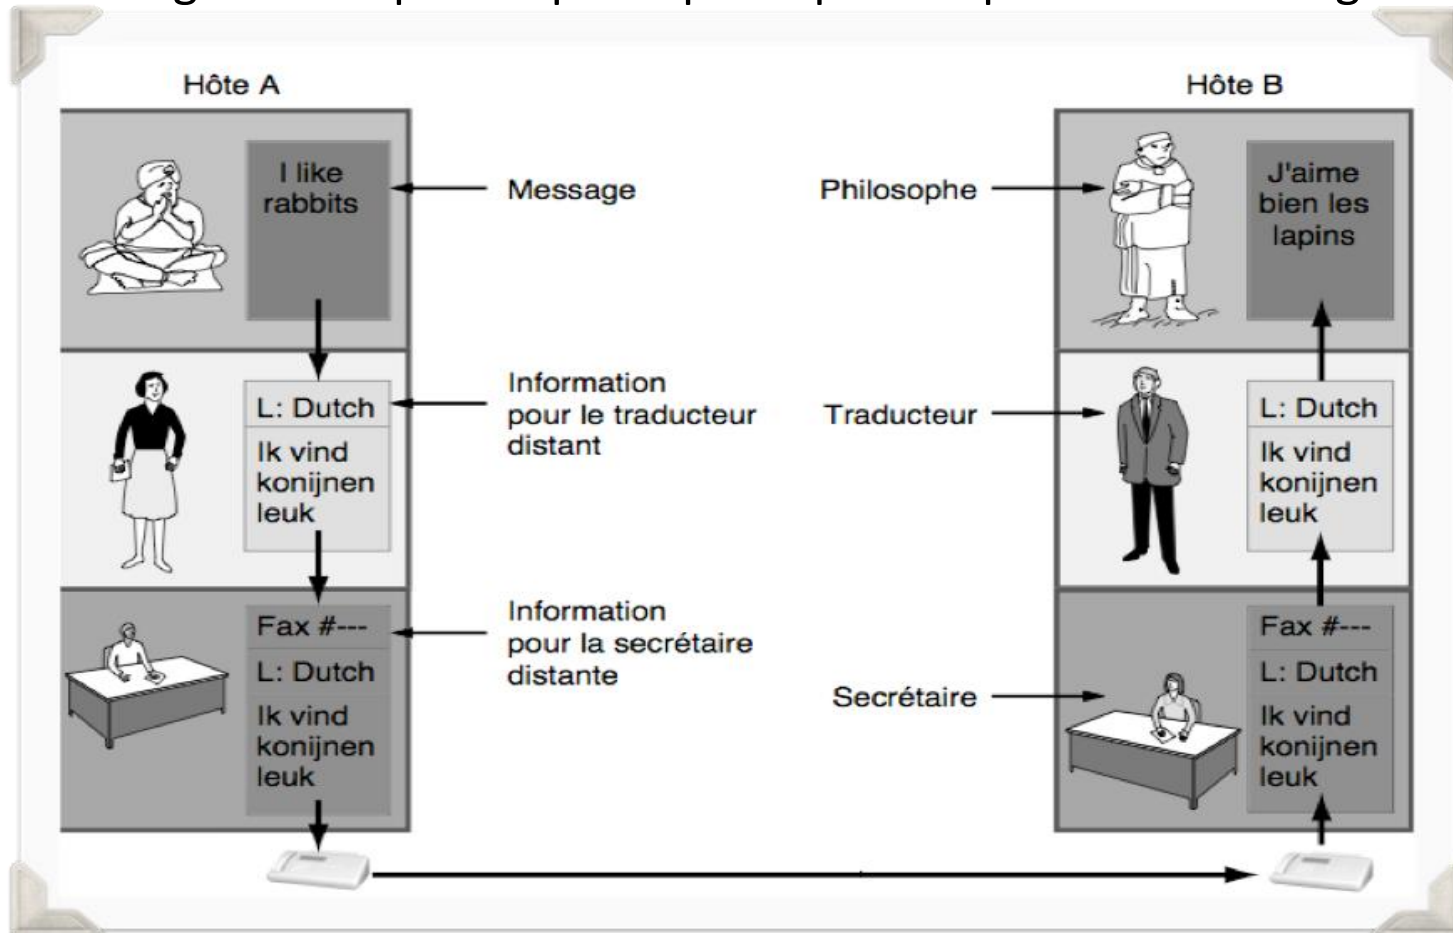 Hôte A
I like
rabbits
Message
L: Dutch
Ik vind
konijnen
leuk
Information
pour le traducteur
distant
Fax #---
L: Dutch
Ik vind
konijnen
leuk
Information
pour la secrétaire
distante
Hôte B
Philosophe
J'aime
bien les
lapins
Traducteur
L: Dutch
Ik vind
konijnen
leuk
Secrétaire
Fax #---
L: Dutch
Ik vind
konijnen
leuk